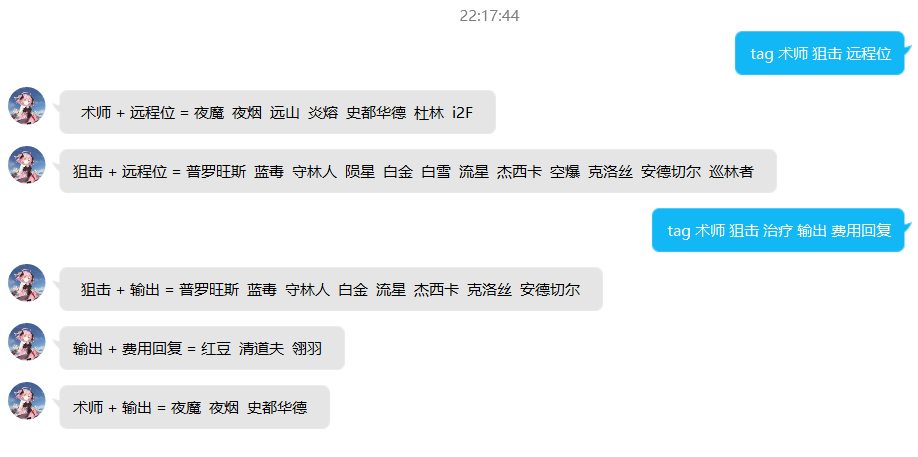 22:17:44
tag 术师 狙击 远程位
术师 + 远程位 = 夜魔 夜烟 远山 炎熔 史都华德 杜林 i2F
狙击 + 远程位 = 普罗旺斯 蓝毒 守林人 陨星 白金 白雪 流星 杰西卡 空爆 克洛丝 安德切尔 巡林者
tag 术师 狙击 治疗 输出 费用回复
狙击 + 输出 = 普罗旺斯 蓝毒 守林人 白金 流星 杰西卡 克洛丝 安德切尔
输出 + 费用回复 = 红豆 清道夫 翎羽
术师 + 输出 = 夜魔 夜烟 史都华德